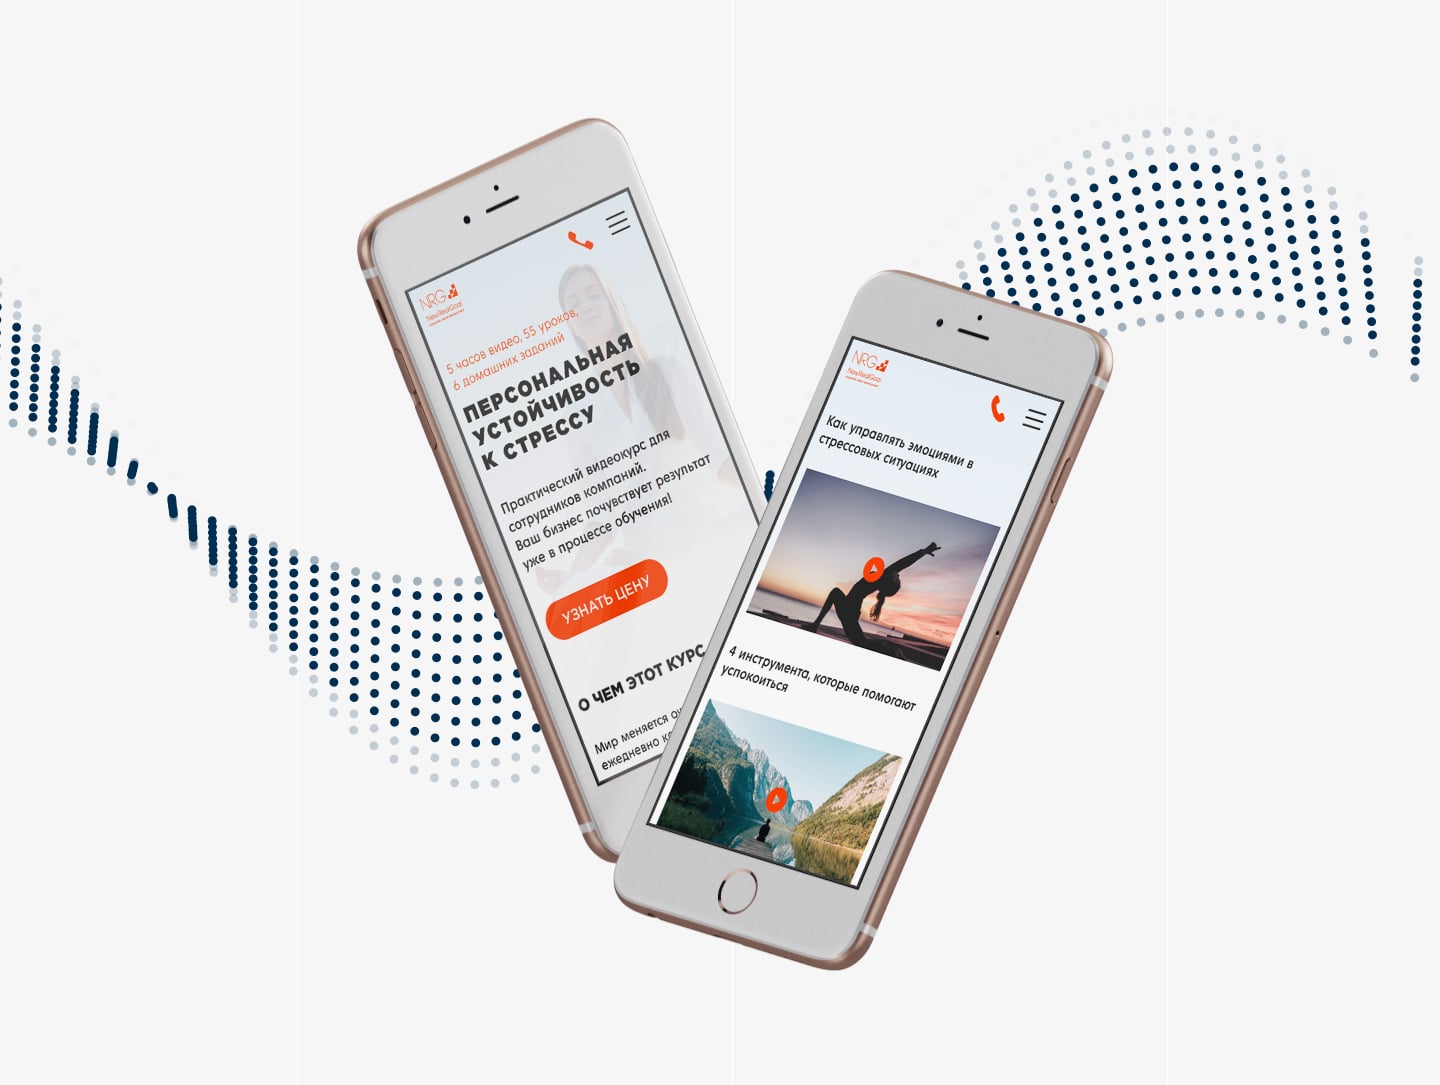 NRG
NewRealGoal
5 часов видео, 55 уроков,
6 домашних заданий
ПЕРСОНАЛЬНАЯ
УСТОЙЧИВОСТЬ
К СТРЕССУ
Практический видеокурс для
сотрудников компаний.
Ваш бизнес почувствует результат
уже в процессе обучения!
УЗНАТЬ ЦЕНУ
О ЧЕМ ЭТОТ КУРС
Мир меняется
ежедневно
NRG
NewRealGoal
Как управлять эмоциями в
стрессовых ситуациях
4 инструмента, которые помогают
успокоиться